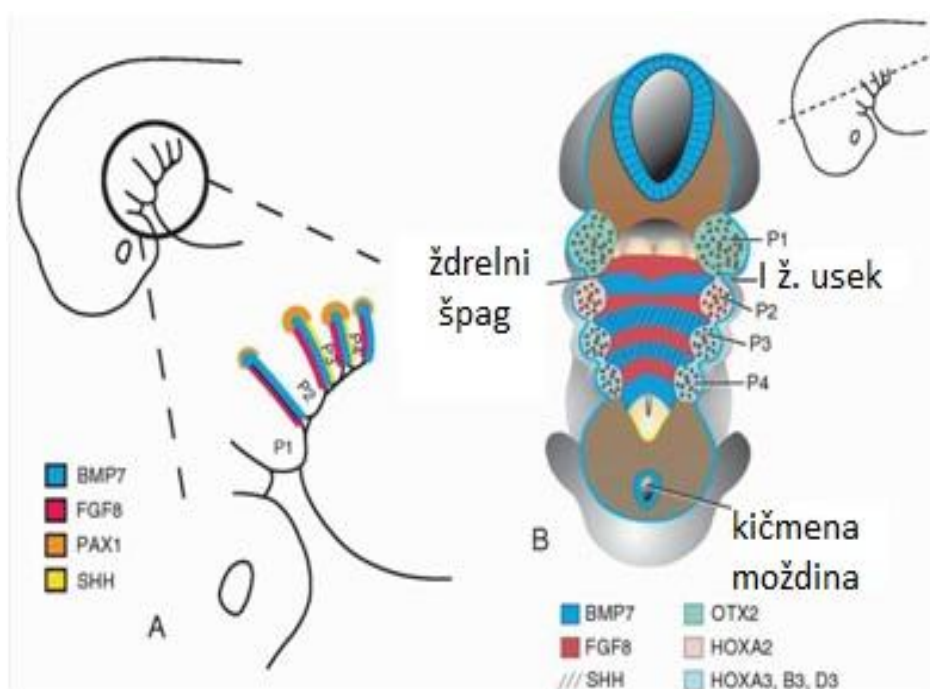 P2
P3
P4
P1
BMP7
FGF8
PAX1
SHH
A
ždrelni
špag
P1
I ž. usek
P2
P3
P4
B
kičmena
moždina
BMP7
FGF8
SHH
OTX2
HOXA2
HOXA3, B3, D3